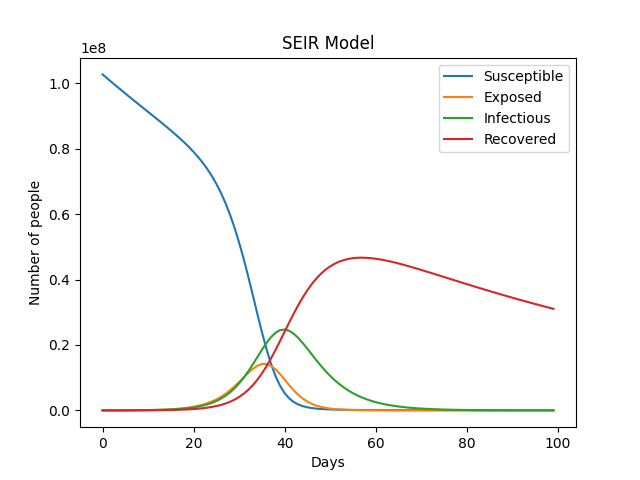 SEIR Model
1e8
Susceptible
Exposed
Infectious
Recovered
Number of people
1.0
0.8
0.6
0.4
0.2
0.0
0 20 40 60 80 100
Days